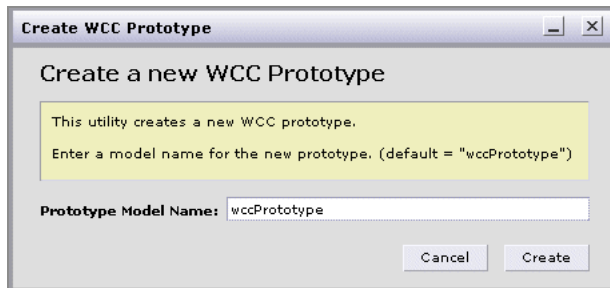 Create WCC Prototype
Create a new WCC Prototype
This utility creates a new WCC prototype.
Enter a model name for the new prototype. (default = "wccPrototype")
Prototype Model Name: wccPrototype
Cancel Create